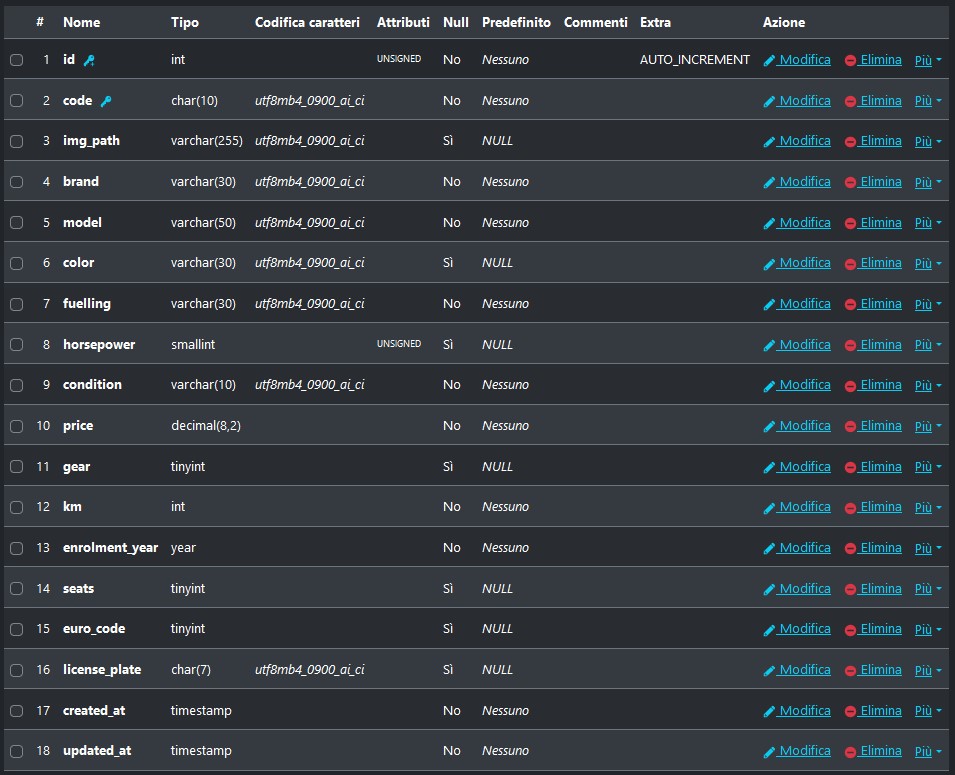 # Nome Tipo Codifica caratteri Attributi Null Predefinito Commenti Extra Azione
1 id int UNSIGNED No Nessuno AUTO_INCREMENT Modifica Elimina Più
2 code char(10) utf8mb4_0900_ai_ci No Nessuno Modifica Elimina Più
3 img_path varchar(255) utf8mb4_0900_ai_ci Sì NULL Modifica Elimina Più
4 brand varchar(30) utf8mb4_0900_ai_ci No Nessuno Modifica Elimina Più
5 model varchar(50) utf8mb4_0900_ai_ci No Nessuno Modifica Elimina Più
6 color varchar(30) utf8mb4_0900_ai_ci Sì NULL Modifica Elimina Più
7 fuelling varchar(30) utf8mb4_0900_ai_ci No Nessuno Modifica Elimina Più
8 horsepower smallint UNSIGNED Sì NULL Modifica Elimina Più
9 condition varchar(10) utf8mb4_0900_ai_ci No Nessuno Modifica Elimina Più
10 price decimal(8,2) No Nessuno Modifica Elimina Più
11 gear tinyint Sì NULL Modifica Elimina Più
12 km int No Nessuno Modifica Elimina Più
13 enrolment_year year No Nessuno Modifica Elimina Più
14 seats tinyint Sì NULL Modifica Elimina Più
15 euro_code tinyint Sì NULL Modifica Elimina Più
16 license_plate char(7) utf8mb4_0900_ai_ci Sì NULL Modifica Elimina Più
17 created_at timestamp No Nessuno Modifica Elimina Più
18 updated_at timestamp No Nessuno Modifica Elimina Più